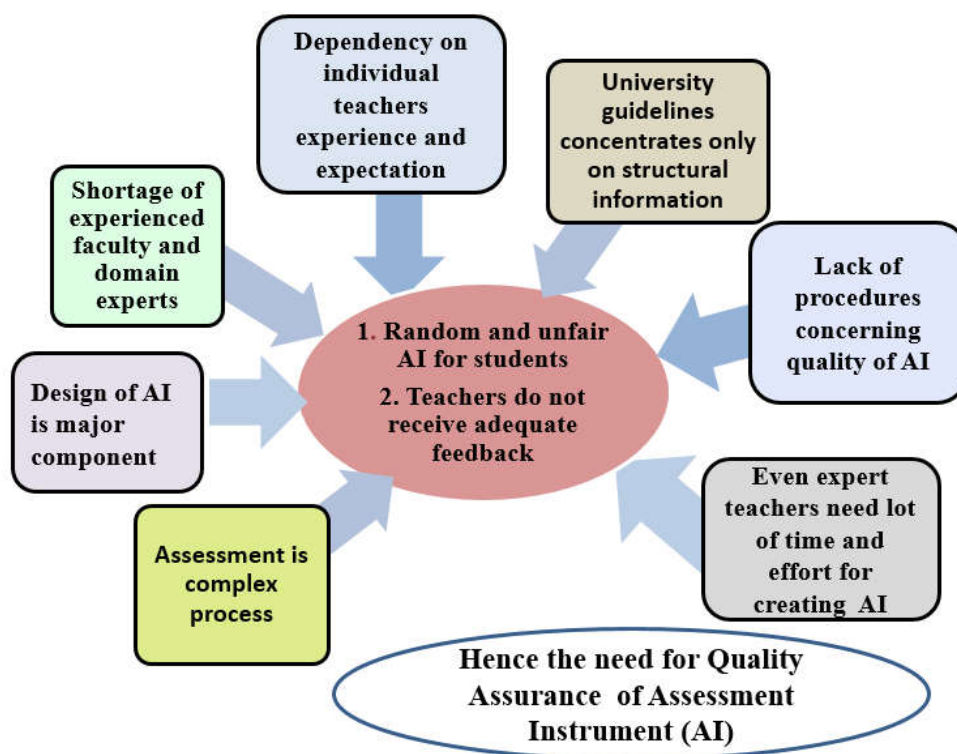 Dependency on
individual
teachers
experience and
expectation
University
guidelines
concentrates only
on structural
information
Shortage of
experienced
faculty and
domain
experts
Lack of
procedures
concerning
quality of AI
1. Random and unfair
AI for students
2. Teachers do not
receive adequate
feedback
Design of AI
is major
component
Even expert
teachers need lot
of time and
effort for
creating AI
Assessment is
complex
process
Hence the need for Quality
Assurance of Assessment
Instrument (AI)